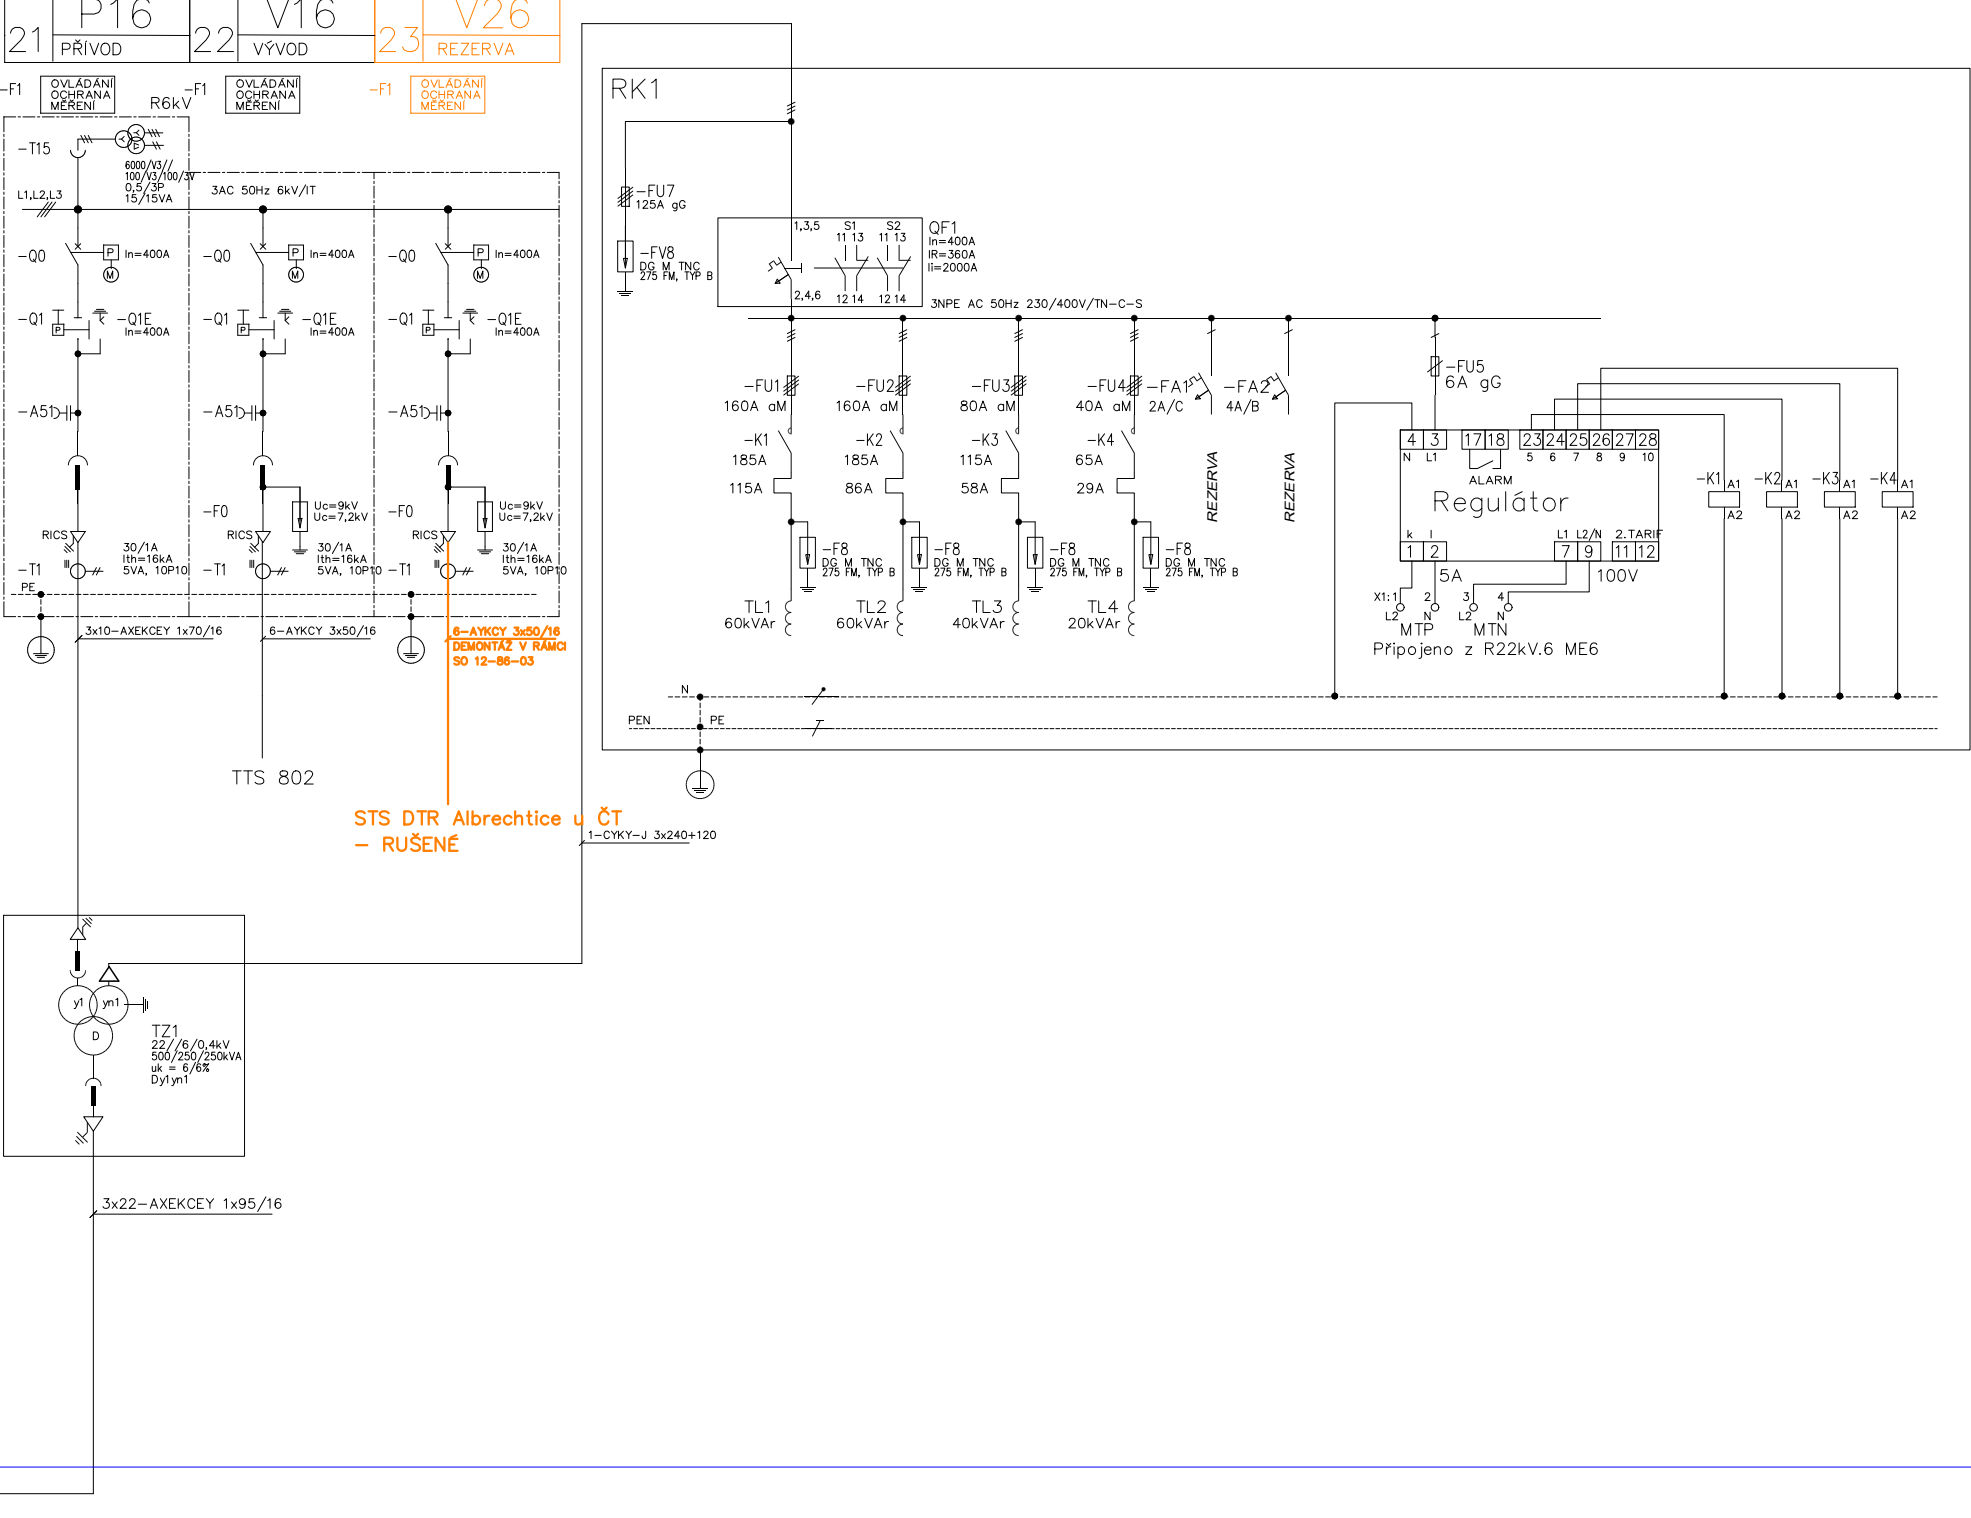 21
P16
PŘÍVOD
22
V16
VÝVOD
23
V26
REZERVA
-F1
OVLÁDÁNÍ
OCHRANA
MĚŘENÍ
R6kV
-F1
OVLÁDÁNÍ
OCHRANA
MĚŘENÍ
-F1
OVLÁDÁNÍ
OCHRANA
MĚŘENÍ
-T15
6000/V3//
100/V3/100/3V
0,5/3P
15/15VA
L1,L2,L3
3AC 50Hz 6kV/IT
-Q0
P
M
In=400A
-Q0
P
M
In=400A
-Q0
P
M
In=400A
-Q1
P
-Q1E
In=400A
-Q1
P
-Q1E
In=400A
-Q1
P
-Q1E
In=400A
-A51
-A51
-A51
-F0
Uc=9kV
Uc=7,2kV
-F0
Uc=9kV
Uc=7,2kV
RICS
RICS
RICS
30/1A
Ith=16kA
5VA, 10P10
30/1A
Ith=16kA
5VA, 10P10
30/1A
Ith=16kA
5VA, 10P10
-T1
-T1
-T1
PE
3x10-AXEKCEY 1x70/16
6-AYKCY 3x50/16
6-AYKCY 3x50/16
DEMONTÁŽ V RÁMCI
SO 12-86-03
TTS 802
STS DTR Albrechtice u ČT
- RUŠENÉ
1-CYKY-J 3x240+120
y1
yn1
D
TZ1
22//6/0,4kV
500/250/250kVA
uk = 6/6%
Dy1yn1
3x22-AXEKCEY 1x95/16
RK1
-FU7
125A gG
-FV8
DG M TNC
275 FM, TYP B
1,3,5
S1
11 13
S2
11 13
2,4,6
12 14
12 14
QF1
In=400A
IR=360A
Ii=2000A
3NPE AC 50Hz 230/400V/TN-C-S
-FU1
160A aM
-FU2
160A aM
-FU3
80A aM
-FU4
40A aM
-FA1
2A/C
-FA2
4A/B
-FU5
6A gG
-K1
185A
115A
-K2
185A
86A
-K3
115A
58A
-K4
65A
29A
REZERVA
REZERVA
-F8
DG M TNC
275 FM, TYP B
-F8
DG M TNC
275 FM, TYP B
-F8
DG M TNC
275 FM, TYP B
-F8
DG M TNC
275 FM, TYP B
TL1
60kVAr
TL2
60kVAr
TL3
40kVAr
TL4
20kVAr
4 3 17 18 23 24 25 26 27 28
N L1 5 6 7 8 9 10
ALARM
Regulátor
k l L1 L2/N 2.TARIF
1 2 7 9 11 12
5A
100V
X1:1 2 3 4
L2 N L2 N
MTP
MTN
Připojeno z R22kV.6 ME6
-K1
A1
A2
-K2
A1
A2
-K3
A1
A2
-K4
A1
A2
N
PEN
PE